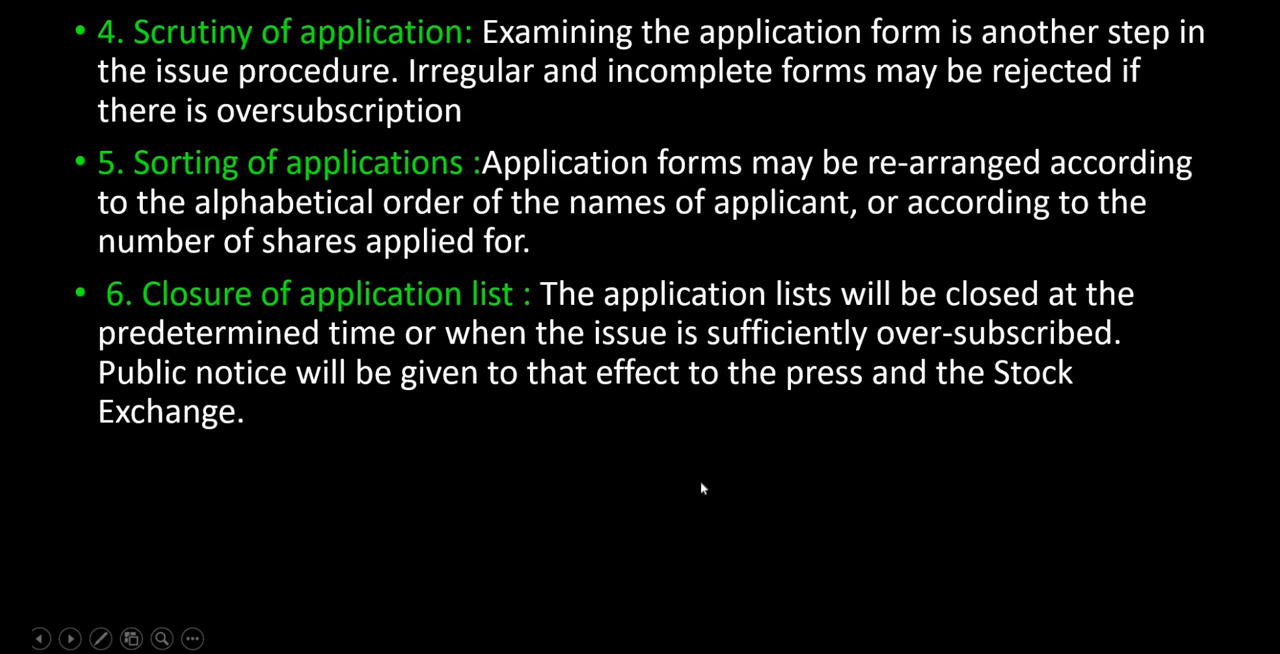 • 4. Scrutiny of application: Examining the application form is another step in
the issue procedure. Irregular and incomplete forms may be rejected if
there is oversubscription
• 5. Sorting of applications :Application forms may be re-arranged according
to the alphabetical order of the names of applicant, or according to the
number of shares applied for.
• 6. Closure of application list : The application lists will be closed at the
predetermined time or when the issue is sufficiently over-subscribed.
Public notice will be given to that effect to the press and the Stock
Exchange.